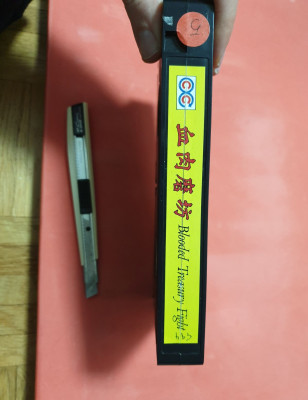 CC
血肉磨坊
Blooded Treasury Fight